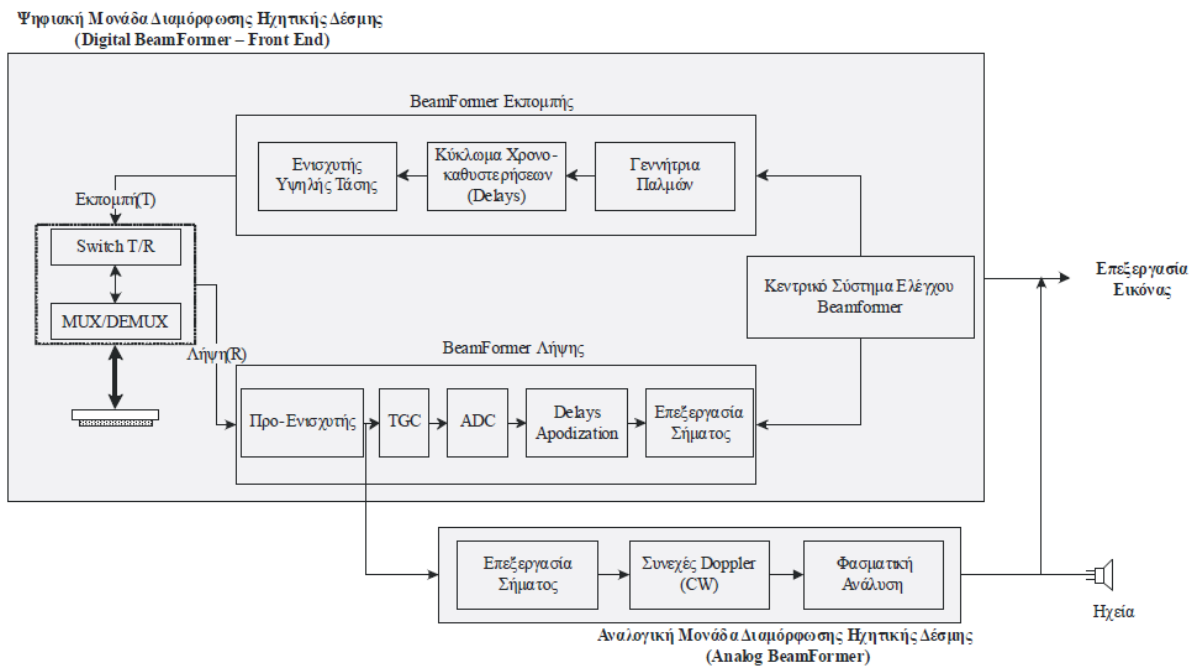 Ψηφιακή Μονάδα Διαμόρφωσης Ηχητικής Δέσμης
(Digital BeamFormer – Front End)
BeamFormer Εκπομπής
Ενισχυτής
Υψηλής Τάσης
Κύκλωμα Χρονο-
καθυστερήσεων
(Delays)
Γεννήτρια
Παλμών
Εκπομπή(Τ)
Switch T/R
MUX/DEMUX
Λήψη(R)
Κεντρικό Σύστημα Ελέγχου
Beamformer
Επεξεργασία
Εικόνας
BeamFormer Λήψης
Προ-Ενισχυτής
TGC
ADC
Delays
Apodization
Επεξεργασία
Σήματος
Επεξεργασία
Σήματος
Συνεχές Doppler
(CW)
Φασματική
Ανάλυση
Ηχεία
Αναλογική Μονάδα Διαμόρφωσης Ηχητικής Δέσμης
(Analog BeamFormer)